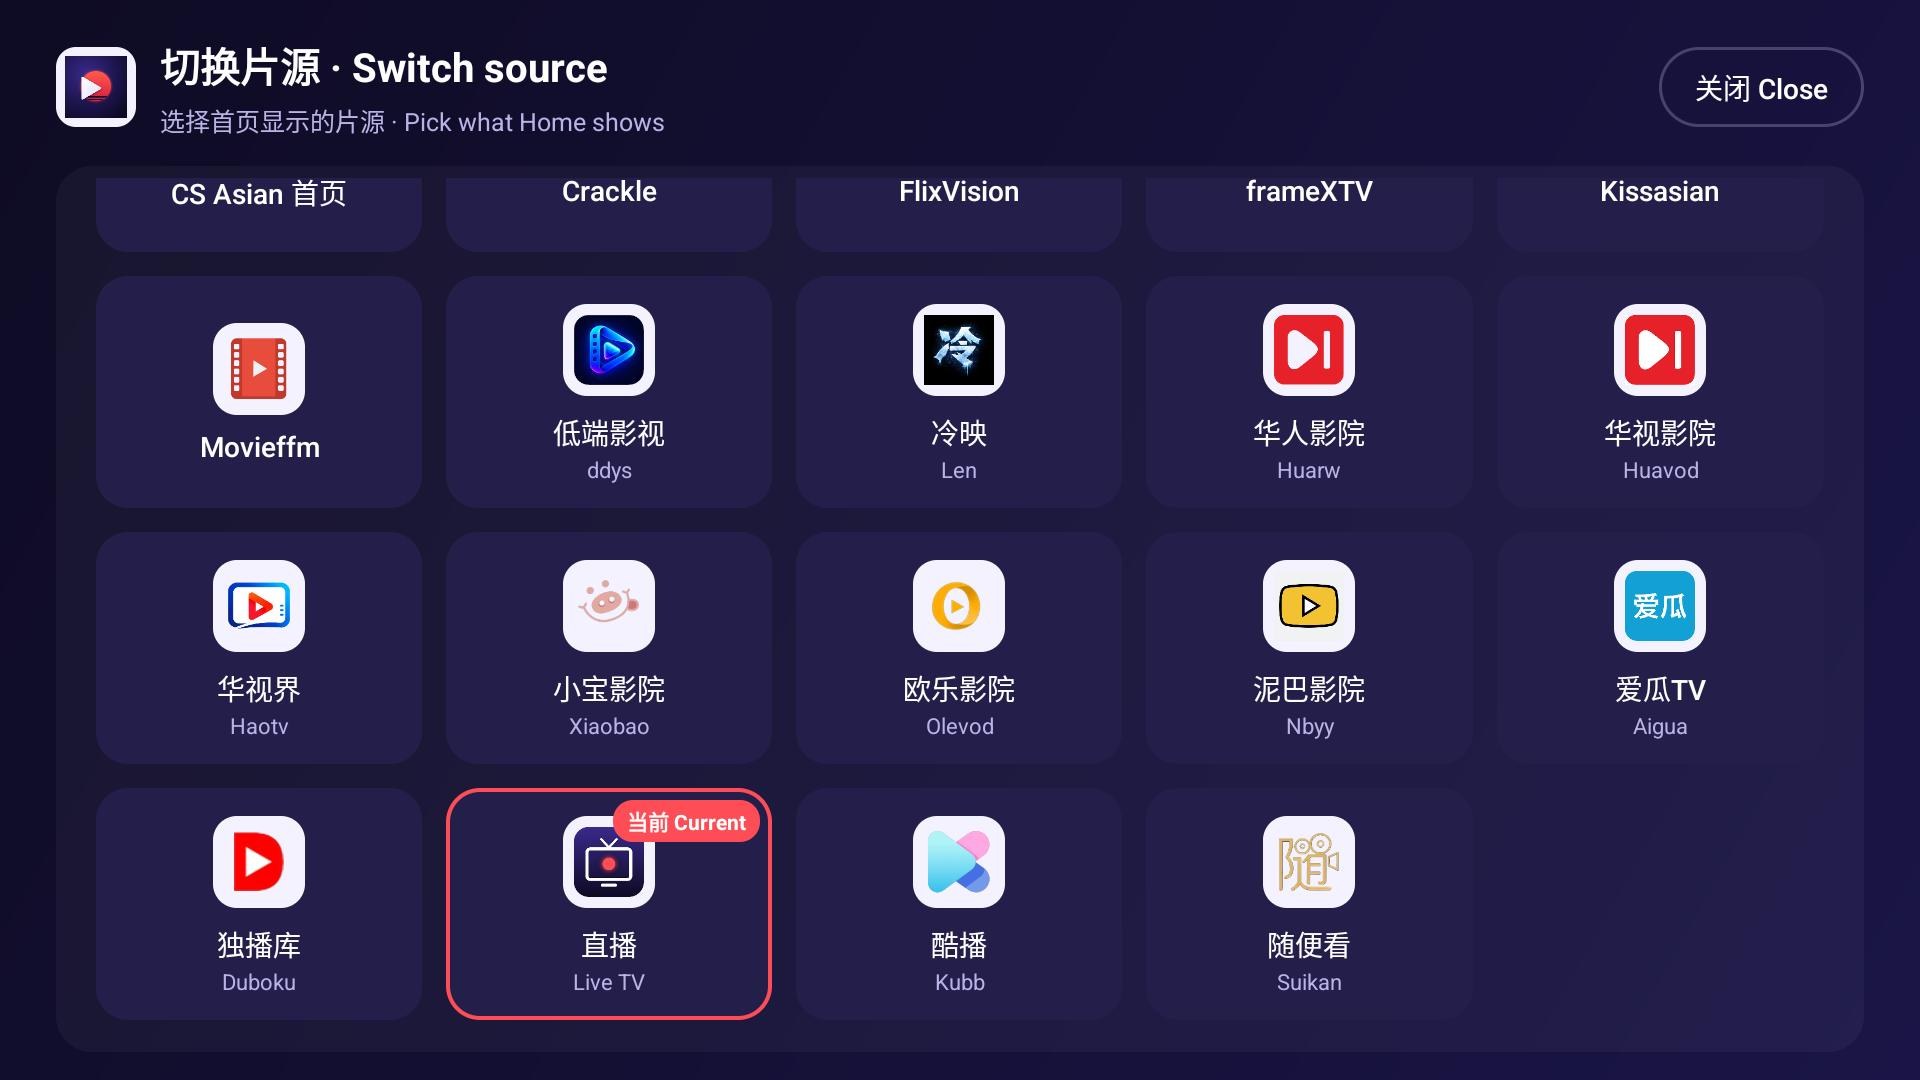 切换片源 · Switch source
选择首页显示的片源 · Pick what Home shows
关闭 Close
CS Asian 首页
Crackle
FlixVision
frameXTV
Kissasian
Movieffm
低端影视
ddys
冷
冷映
Len
华人影院
Huarw
华视影院
Huavod
华视界
Haotv
小宝影院
Xiaobao
欧乐影院
Olevod
泥巴影院
Nbyy
爱瓜
爱瓜TV
Aigua
独播库
Duboku
当前 Current
直播
Live TV
酷播
Kubb
随
随便看
Suikan